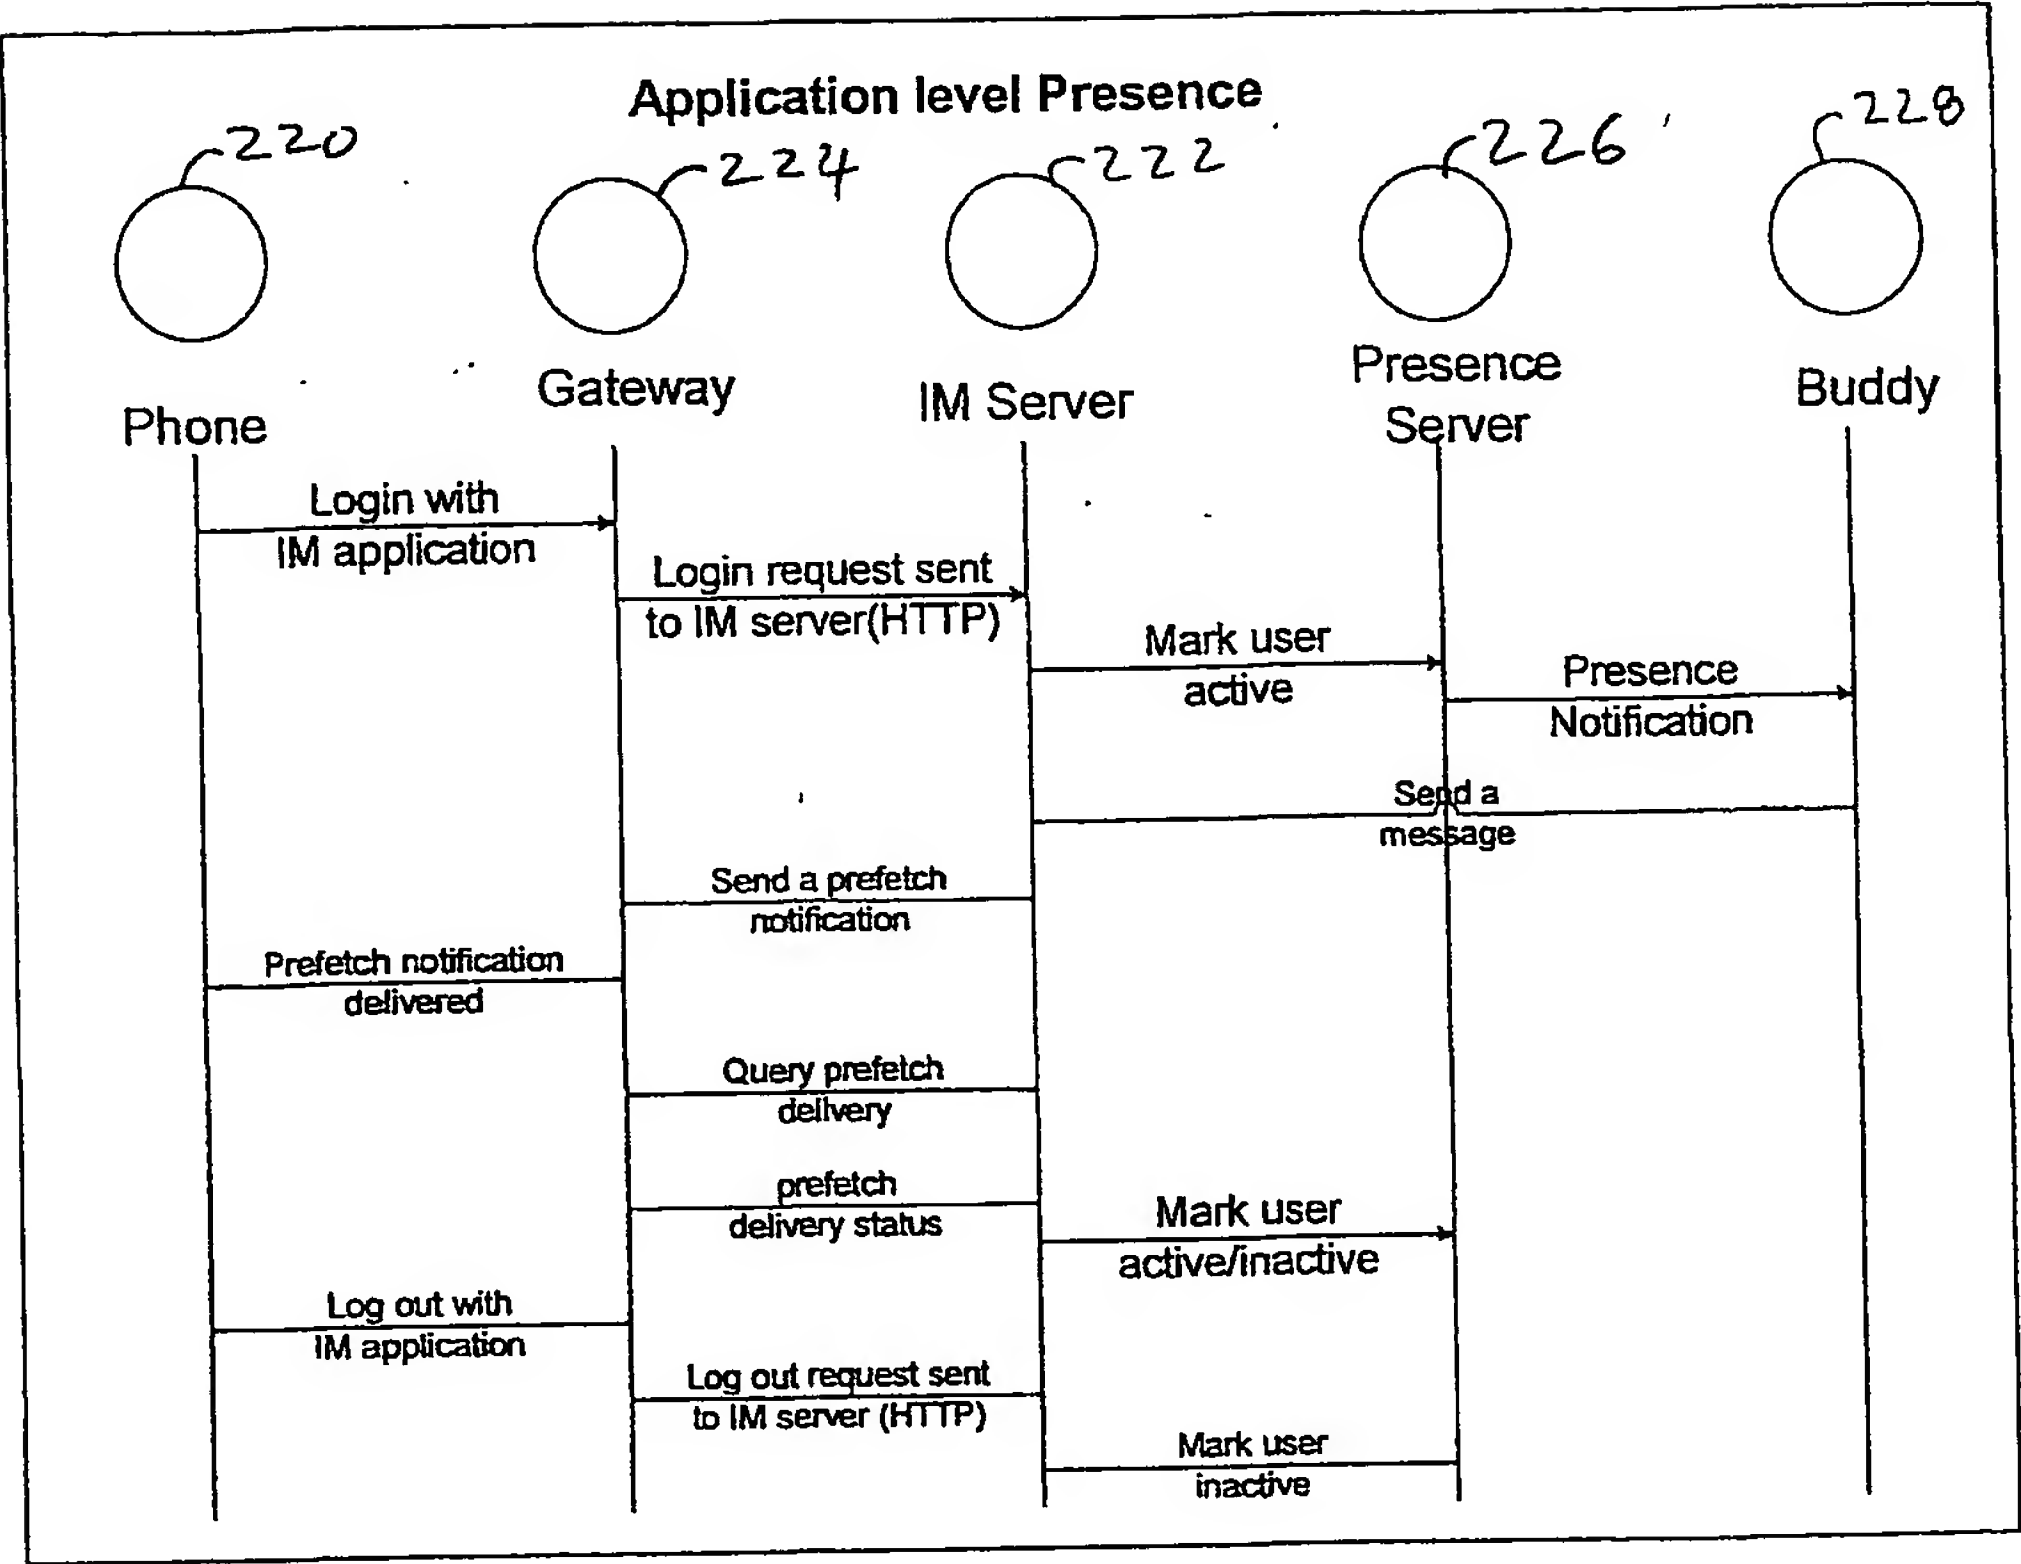 Application level Presence
220
224
222
226
228
Phone
Gateway
IM Server
Presence
Server
Buddy
Login with
IM application
Login request sent
to IM server(HTTP)
Mark user
active
Presence
Notification
Send a
message
Send a prefetch
notification
Prefetch notification
delivered
Query prefetch
delivery
prefetch
delivery status
Mark user
active/inactive
Log out with
IM application
Log out request sent
to IM server (HTTP)
Mark user
inactive